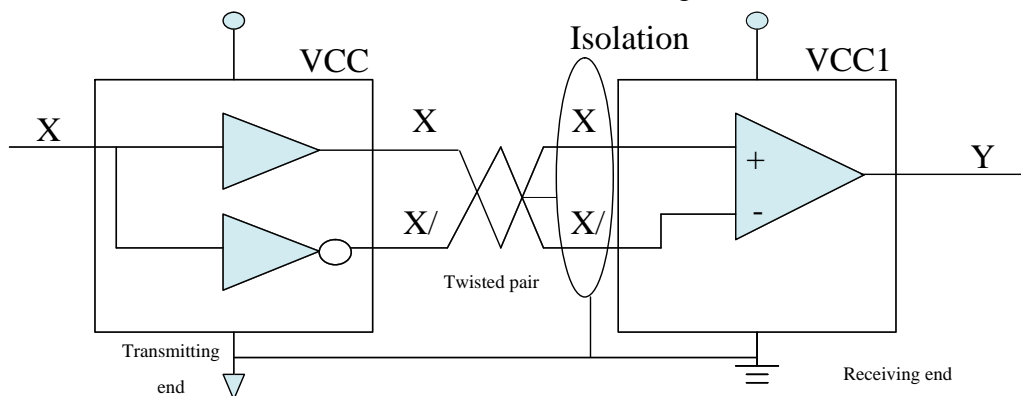 Isolation
VCC
VCC1
X
X
X
Y
+
-
X/
X/
Twisted pair
Transmitting
end
Receiving end